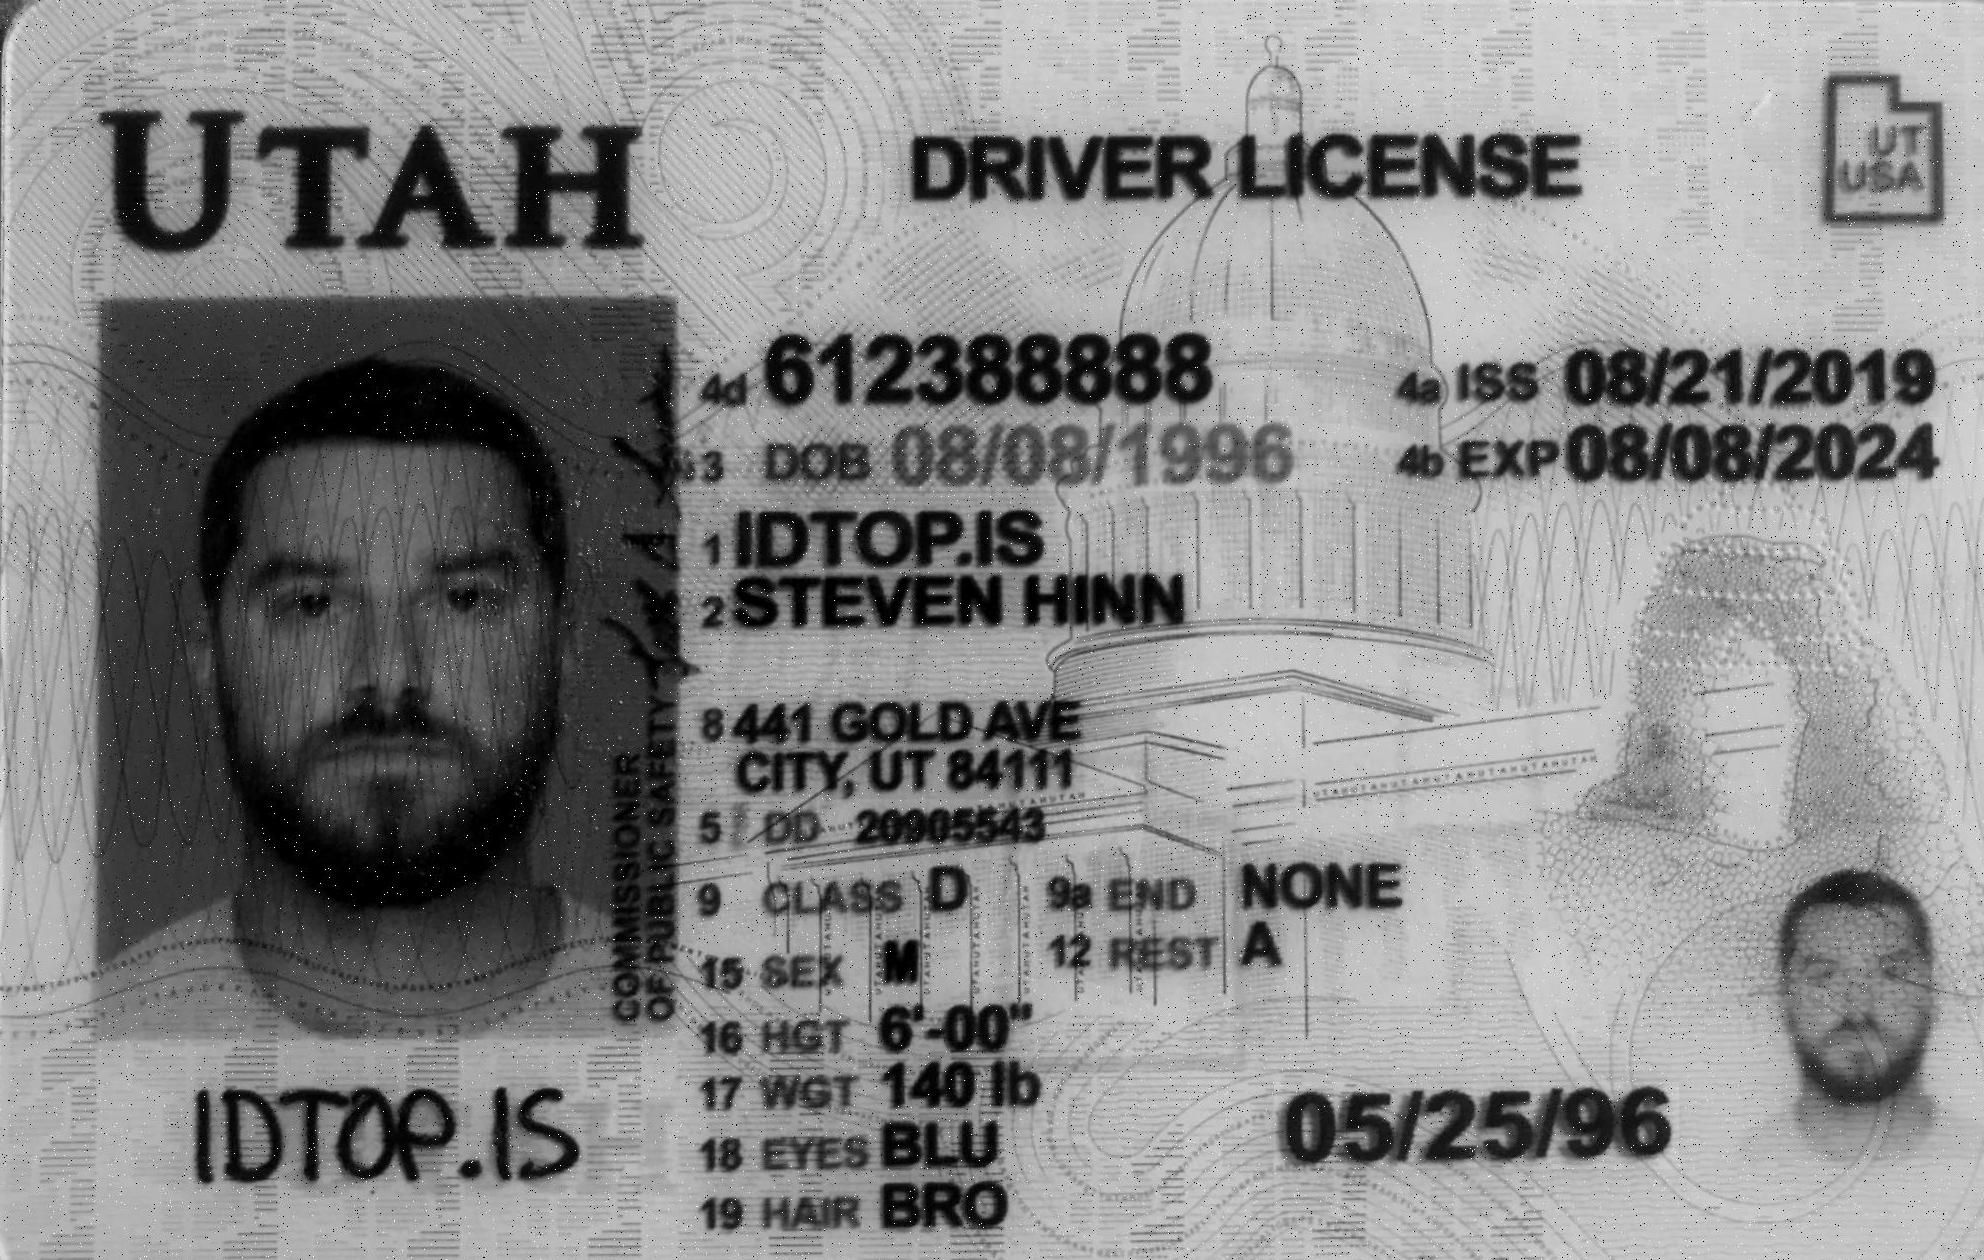 UTAH
DRIVER LICENSE
UT
USA
4d 612388888
4a ISS 08/21/2019
3 DOB 08/08/1996
4b EXP 08/08/2024
1 IDTOP.IS
2 STEVEN HINN
8 441 GOLD AVE
CITY, UT 84111
5 DD 20905543
9 CLASS D 9a END NONE
15 SEX M 12 REST A
16 HGT 6'-00"
17 WGT 140 lb
18 EYES BLU
19 HAIR BRO
05/25/96
COMMISSIONER
OF PUBLIC SAFETY
IDTOP.IS